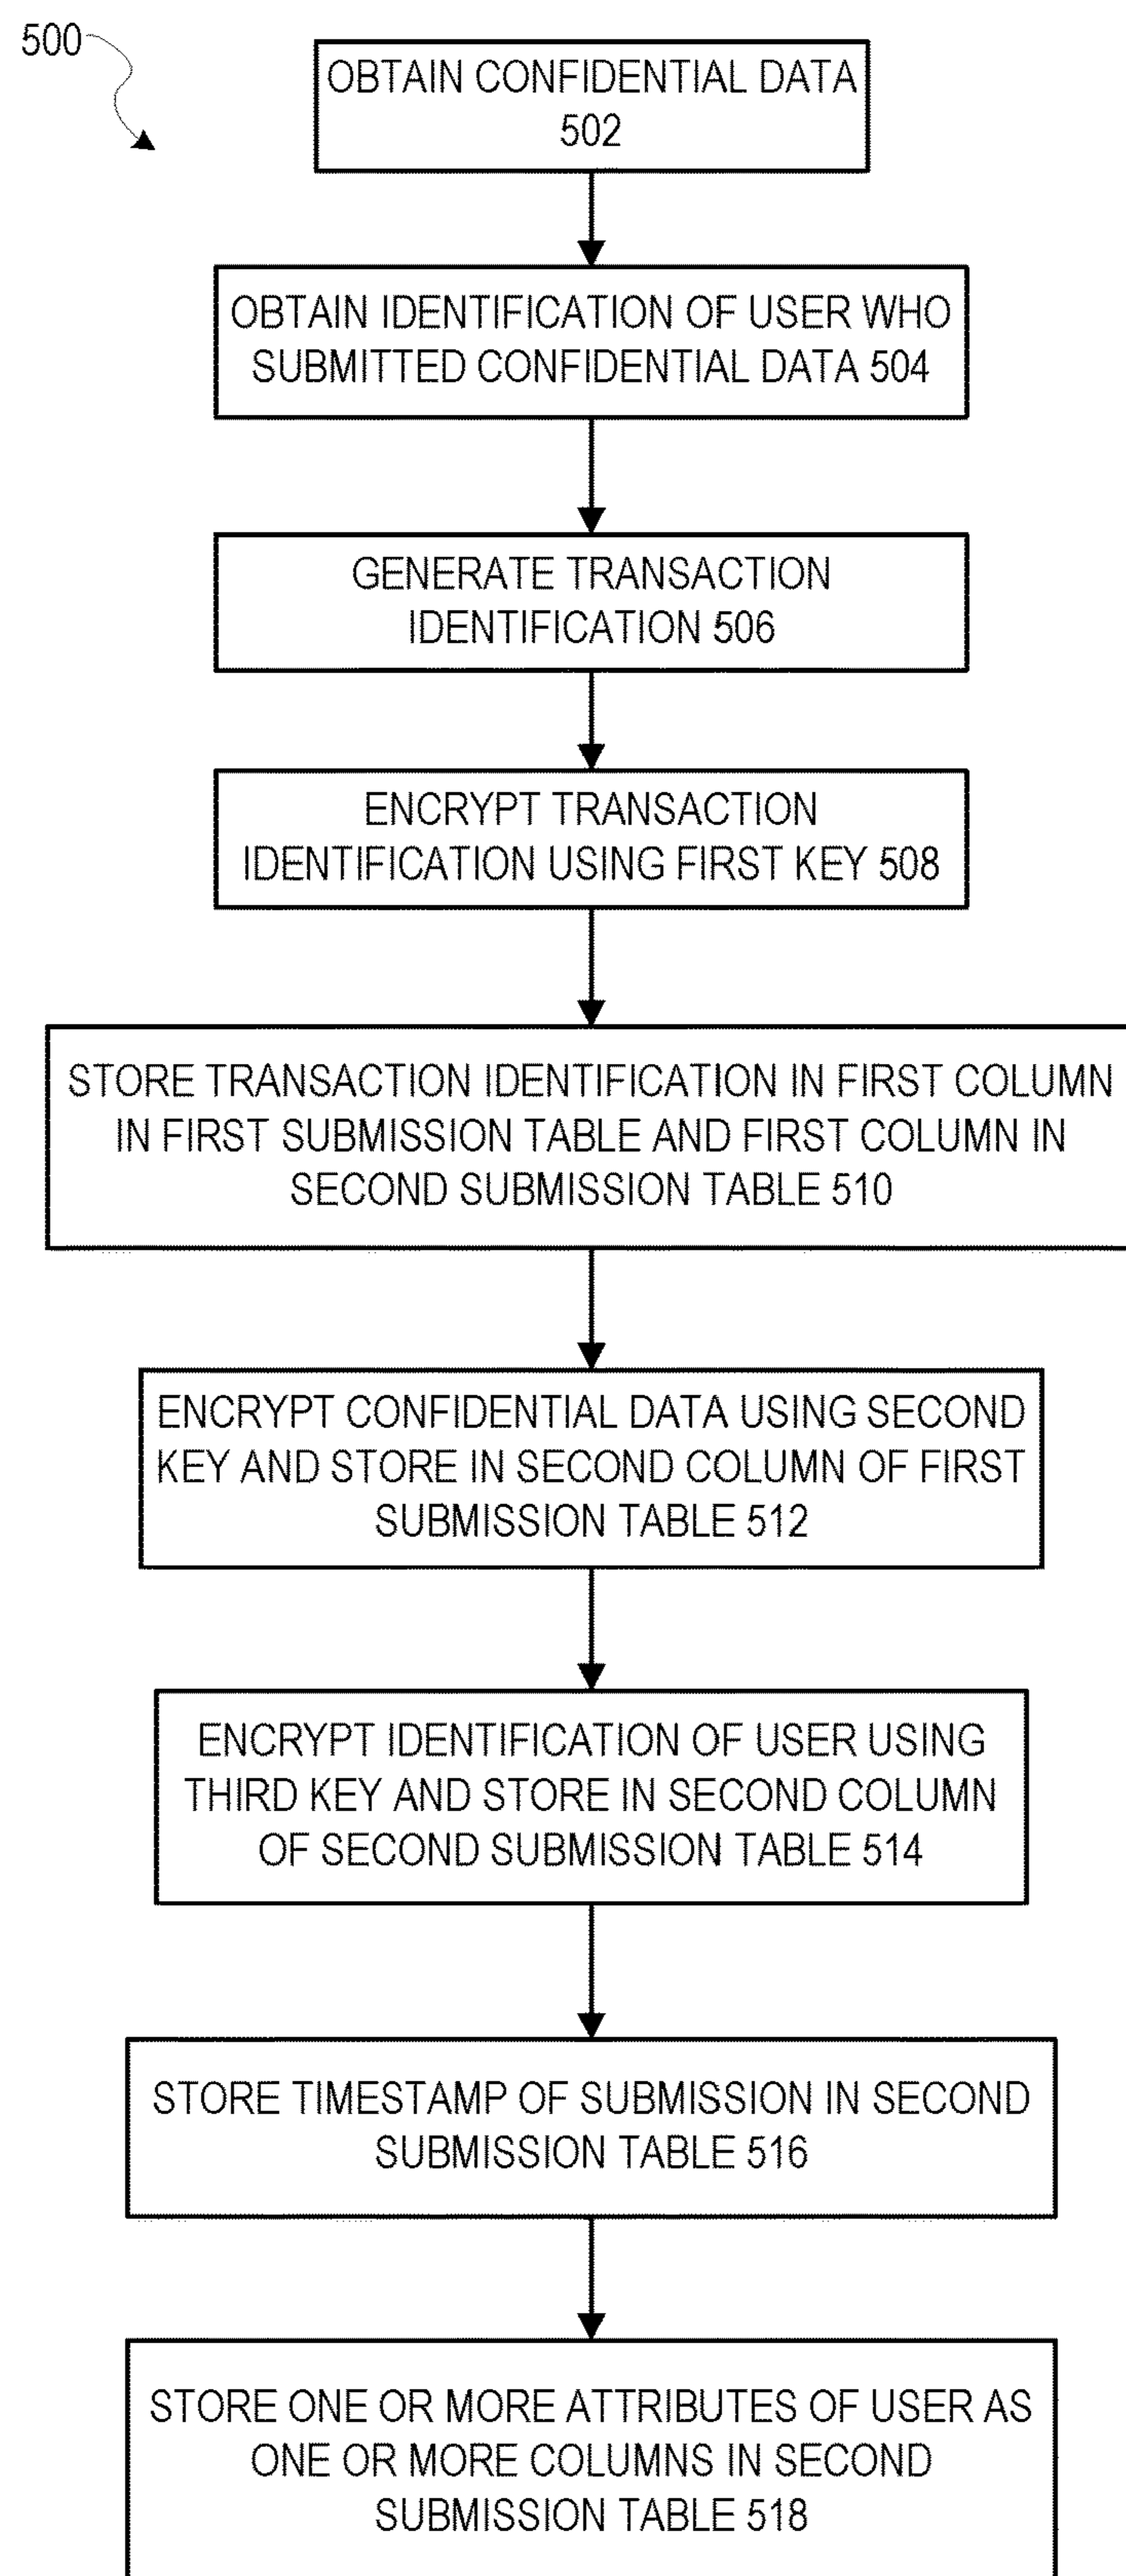 500
OBTAIN CONFIDENTIAL DATA
502
OBTAIN IDENTIFICATION OF USER WHO
SUBMITTED CONFIDENTIAL DATA 504
GENERATE TRANSACTION
IDENTIFICATION 506
ENCRYPT TRANSACTION
IDENTIFICATION USING FIRST KEY 508
STORE TRANSACTION IDENTIFICATION IN FIRST COLUMN
IN FIRST SUBMISSION TABLE AND FIRST COLUMN IN
SECOND SUBMISSION TABLE 510
ENCRYPT CONFIDENTIAL DATA USING SECOND
KEY AND STORE IN SECOND COLUMN OF FIRST
SUBMISSION TABLE 512
ENCRYPT IDENTIFICATION OF USER USING
THIRD KEY AND STORE IN SECOND COLUMN
OF SECOND SUBMISSION TABLE 514
STORE TIMESTAMP OF SUBMISSION IN SECOND
SUBMISSION TABLE 516
STORE ONE OR MORE ATTRIBUTES OF USER AS
ONE OR MORE COLUMNS IN SECOND
SUBMISSION TABLE 518